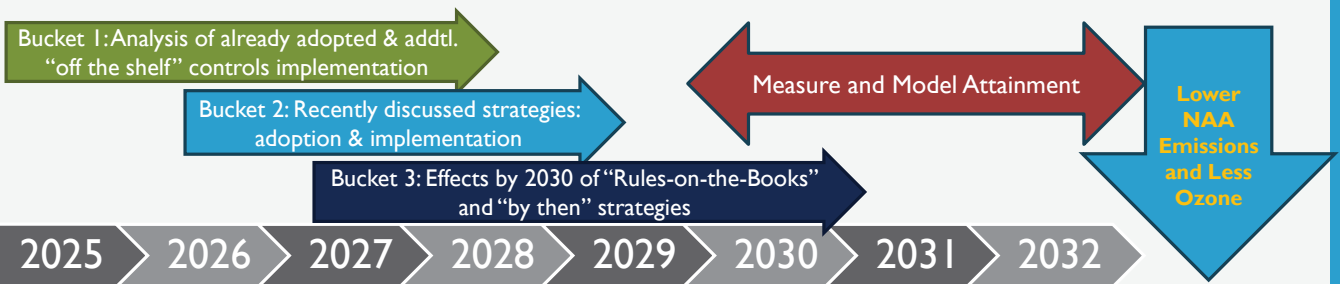 Bucket 1: Analysis of already adopted & addtl.
“off the shelf” controls implementation
Bucket 2: Recently discussed strategies:
adoption & implementation
Bucket 3: Effects by 2030 of “Rules-on-the-Books”
and “by then” strategies
Measure and Model Attainment
Lower
NAA
Emissions
and Less
Ozone
2025 2026 2027 2028 2029 2030 2031 2032